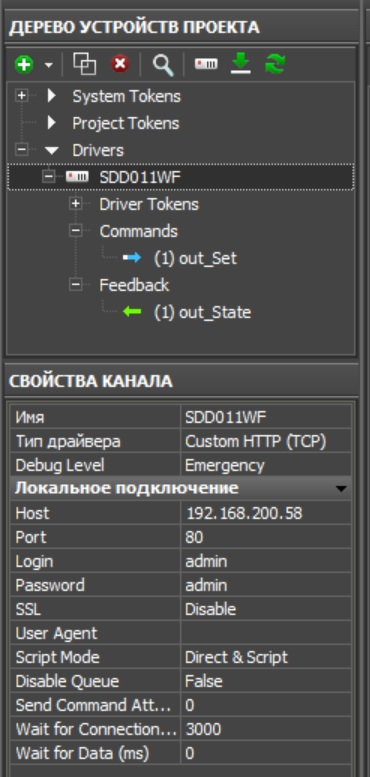 ДЕРЕВО УСТРОЙСТВ ПРОЕКТА
System Tokens
Project Tokens
Drivers
SDD011WF
Driver Tokens
Commands
(1) out_Set
Feedback
(1) out_State
СВОЙСТВА КАНАЛА
Имя SDD011WF
Тип драйвера Custom HTTP (TCP)
Debug Level Emergency
Локальное подключение
Host 192.168.200.58
Port 80
Login admin
Password admin
SSL Disable
User Agent
Script Mode Direct & Script
Disable Queue False
Send Command Att... 0
Wait for Connection... 3000
Wait for Data (ms) 0